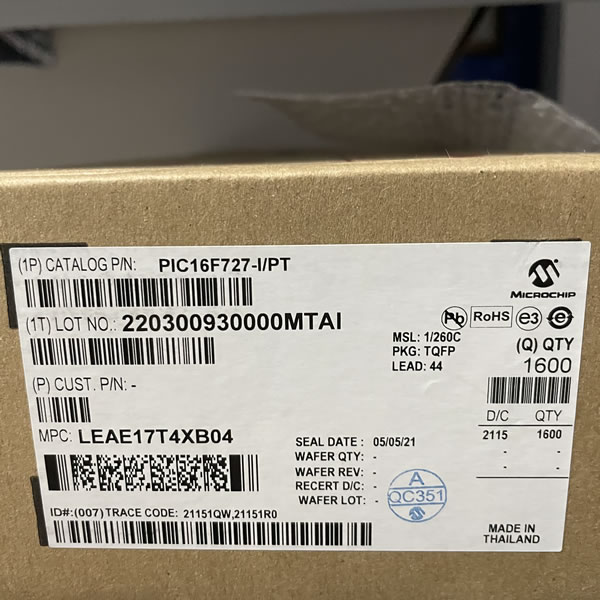 (1P) CATALOG P/N: PIC16F727-I/PT
MICROCHIP
(1T) LOT NO.: 220300930000MTAI
Pb RoHS e3 e
MSL: 1/260C
PKG: TQFP
LEAD: 44
(Q) QTY
1600
(P) CUST. P/N: -
D/C QTY
2115 1600
- -
- -
MPC: LEAE17T4XB04
SEAL DATE : 05/05/21
WAFER QTY: -
WAFER REV: -
RECERT D/C: -
WAFER LOT: -
A
QC351
ID#:(007) TRACE CODE: 21151QW,21151R0
MADE IN
THAILAND